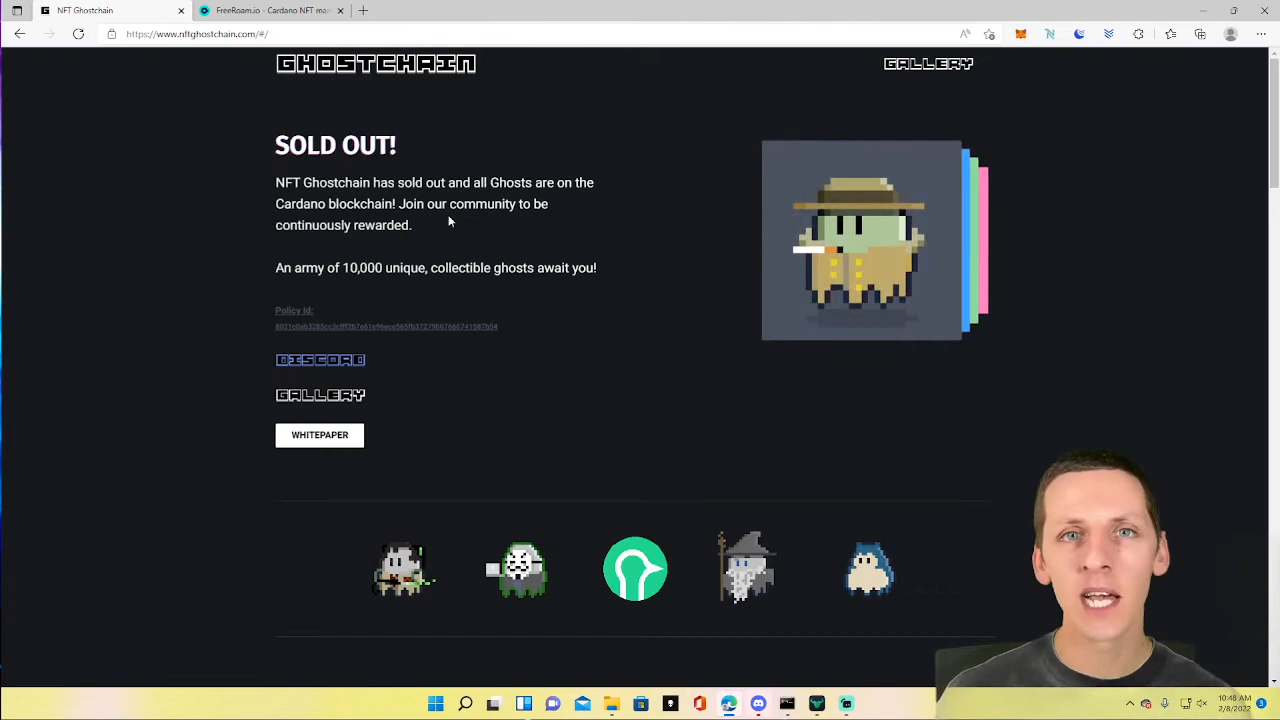 NFT Ghostchain
FreeRoam.io - Cardano NFT mar
https://www.nftghostchain.com/#/
GHOSTCHAIN
GALLERY
SOLD OUT!
NFT Ghostchain has sold out and all Ghosts are on the
Cardano blockchain! Join our community to be
continuously rewarded.
An army of 10,000 unique, collectible ghosts await you!
Policy Id:
DISCORD
GALLERY
WHITEPAPER
10:48 AM
2/8/2022